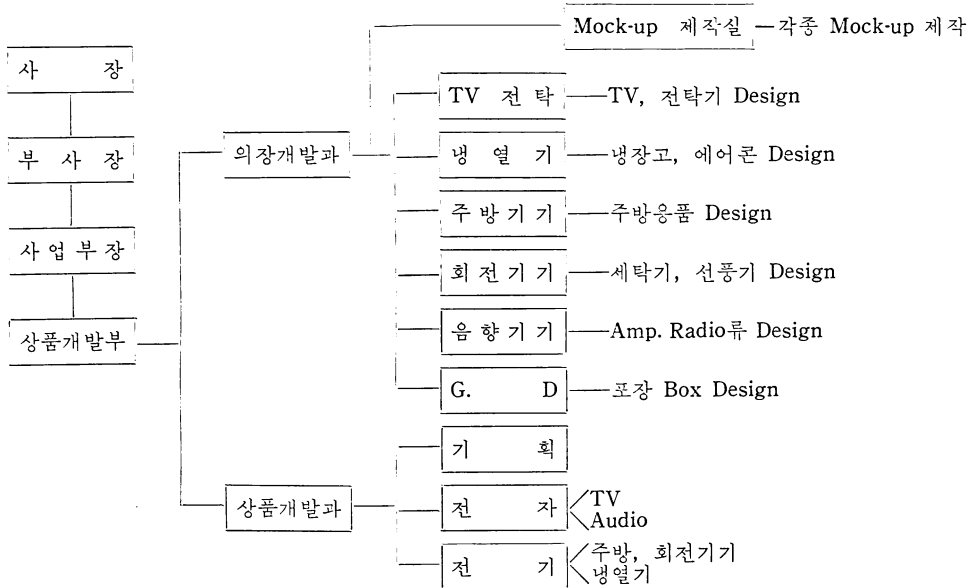 Mock-up 제작실 각종 Mock-up 제작
사 장
TV 전탁 TV, 전탁기 Design
부 사 장
의장개발과
냉 열 기 냉장고, 에어콘 Design
주방기기 주방용품 Design
사업부장
회전기기 세탁기, 선풍기 Design
상품개발부
음향기기 Amp. Radio류 Design
G. D 포장 Box Design
기 획
상품개발과
전 자 TV
Audio
전 기 주방, 회전기기
냉열기